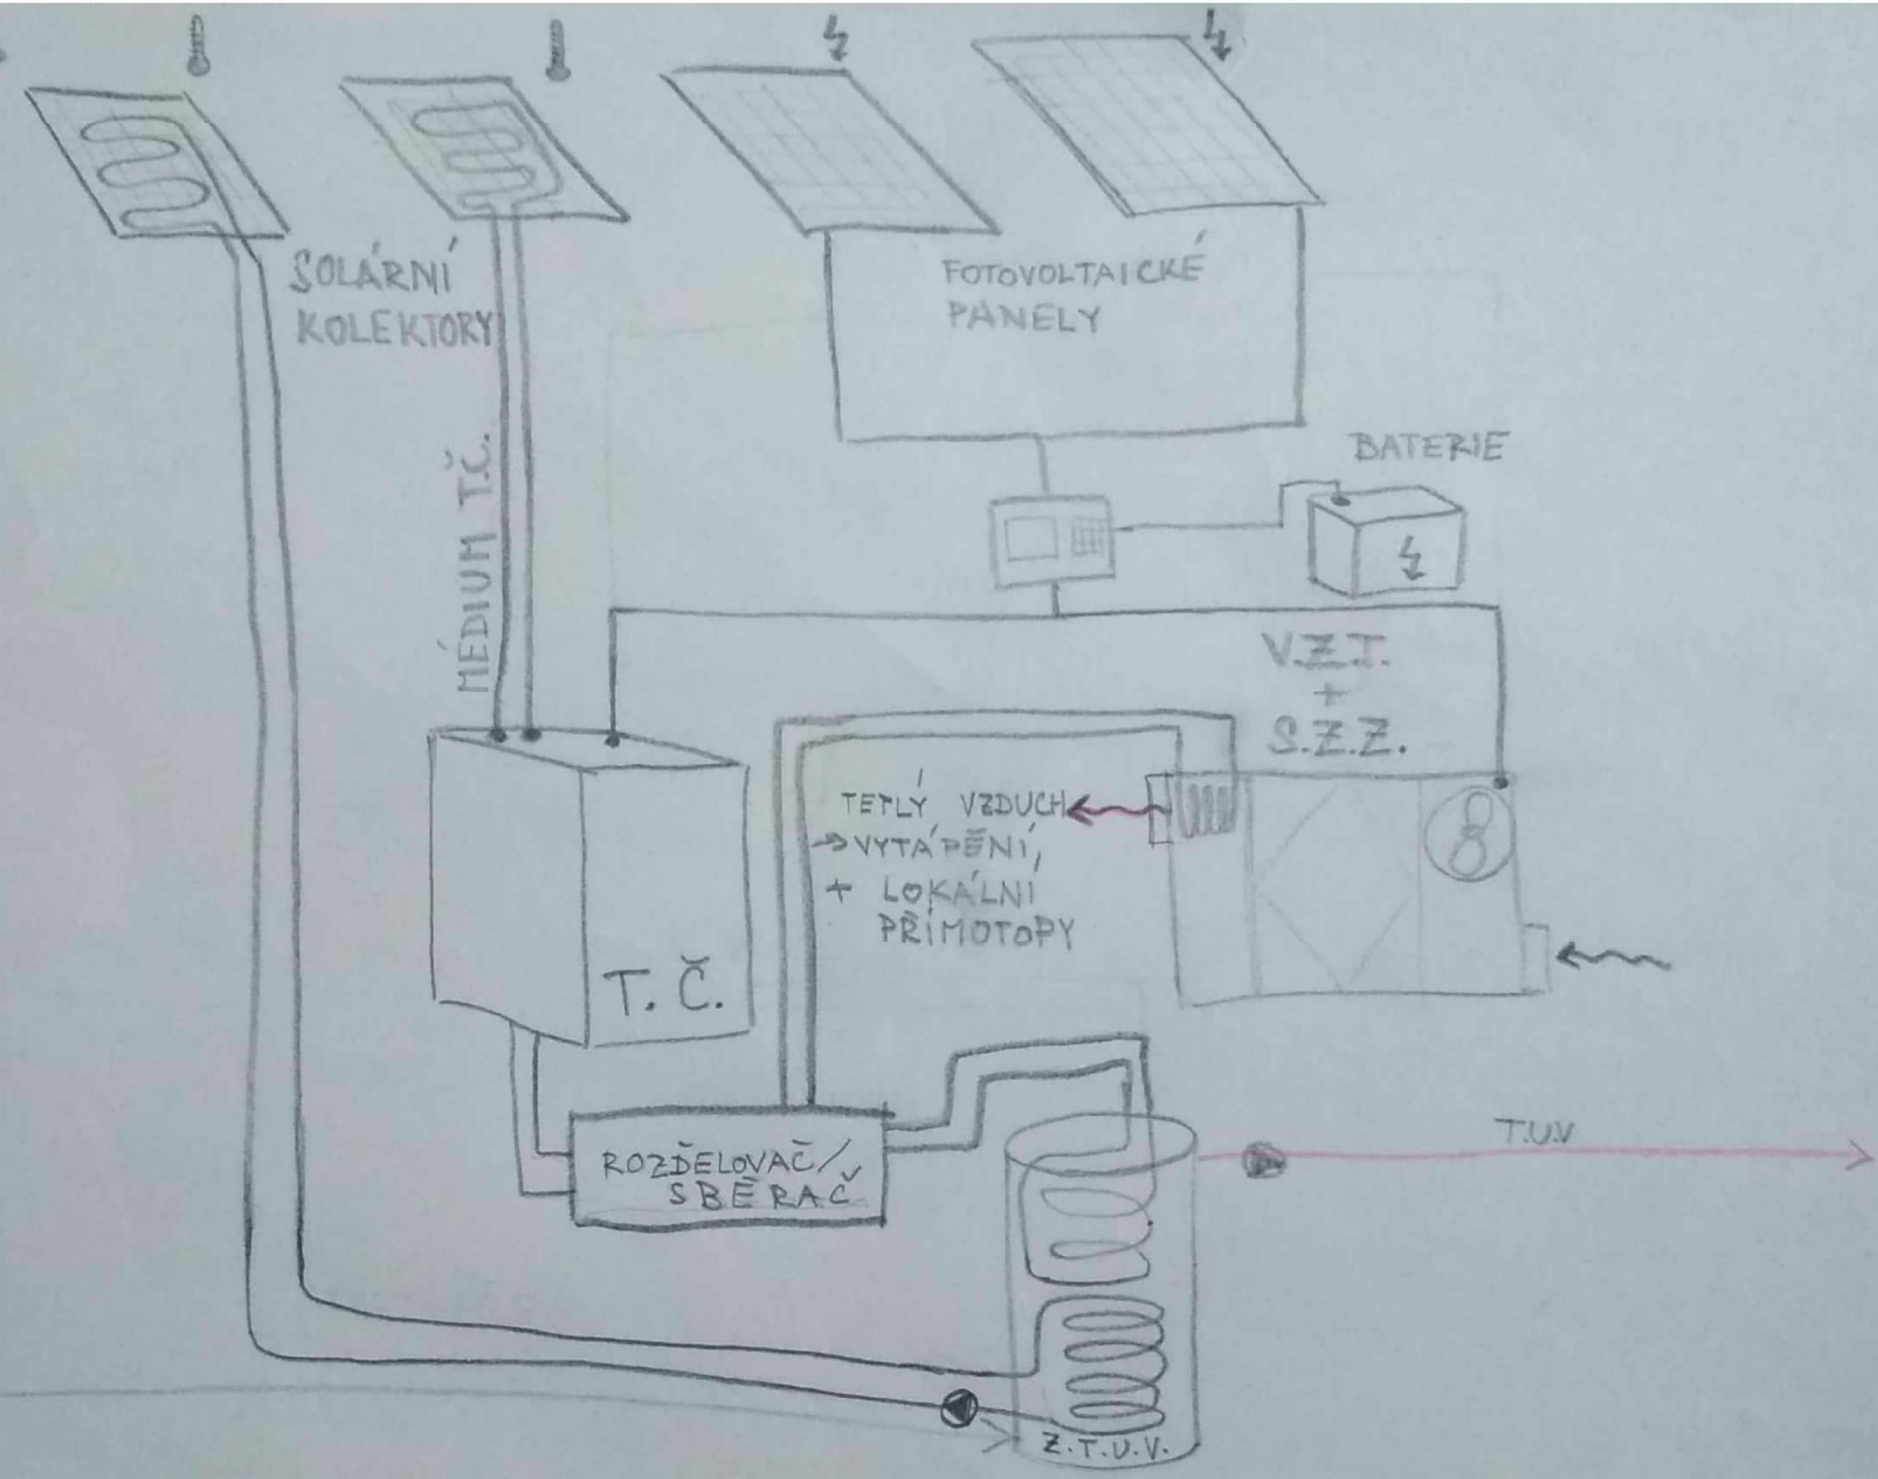 SOLÁRNÍ
KOLEKTORY
FOTOVOLTAICKÉ
PANELY
BATERIE
MÉDIUM T.Č.
V.Z.T.
+
S.Z.Z.
TEPLÝ VZDUCH
→ VYTÁPĚNÍ,
+ LOKÁLNÍ
PŘÍMOTOPY
T.Č.
ROZDĚLOVAČ/
SBĚRAČ
T.U.V
Z.T.U.V.